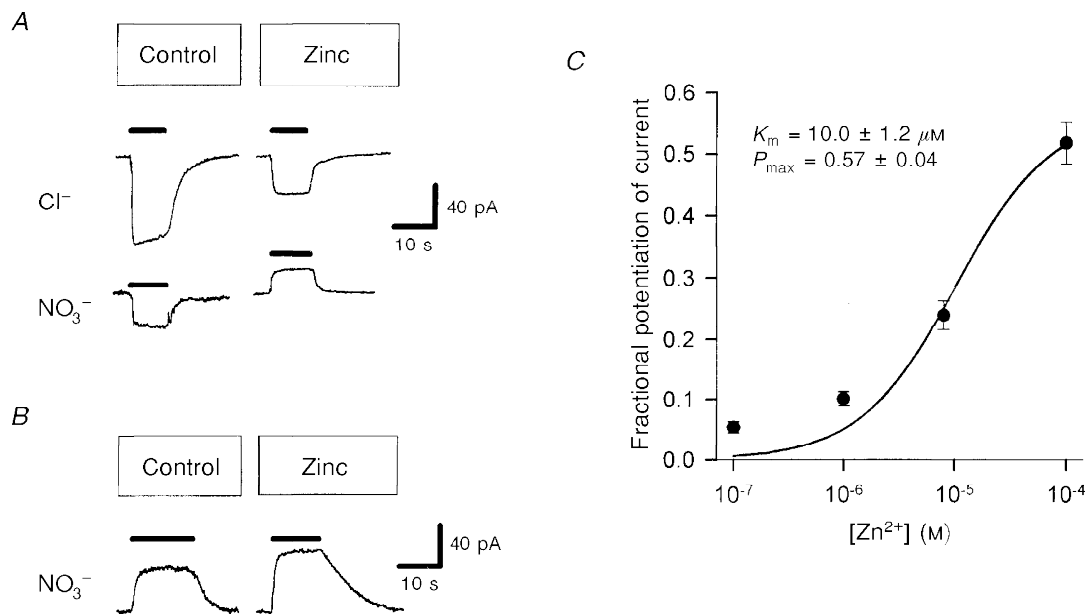 A
Control Zinc
Cl⁻
40 pA
10 s
NO₃⁻
B
Control Zinc
40 pA
10 s
NO₃⁻
C
Fractional potentiation of current
0.6
0.5
0.4
0.3
0.2
0.1
0.0
Kₘ = 10.0 ± 1.2 μM
Pₘₐₓ = 0.57 ± 0.04
10⁻⁷ 10⁻⁶ 10⁻⁵ 10⁻⁴
[Zn²⁺] (M)